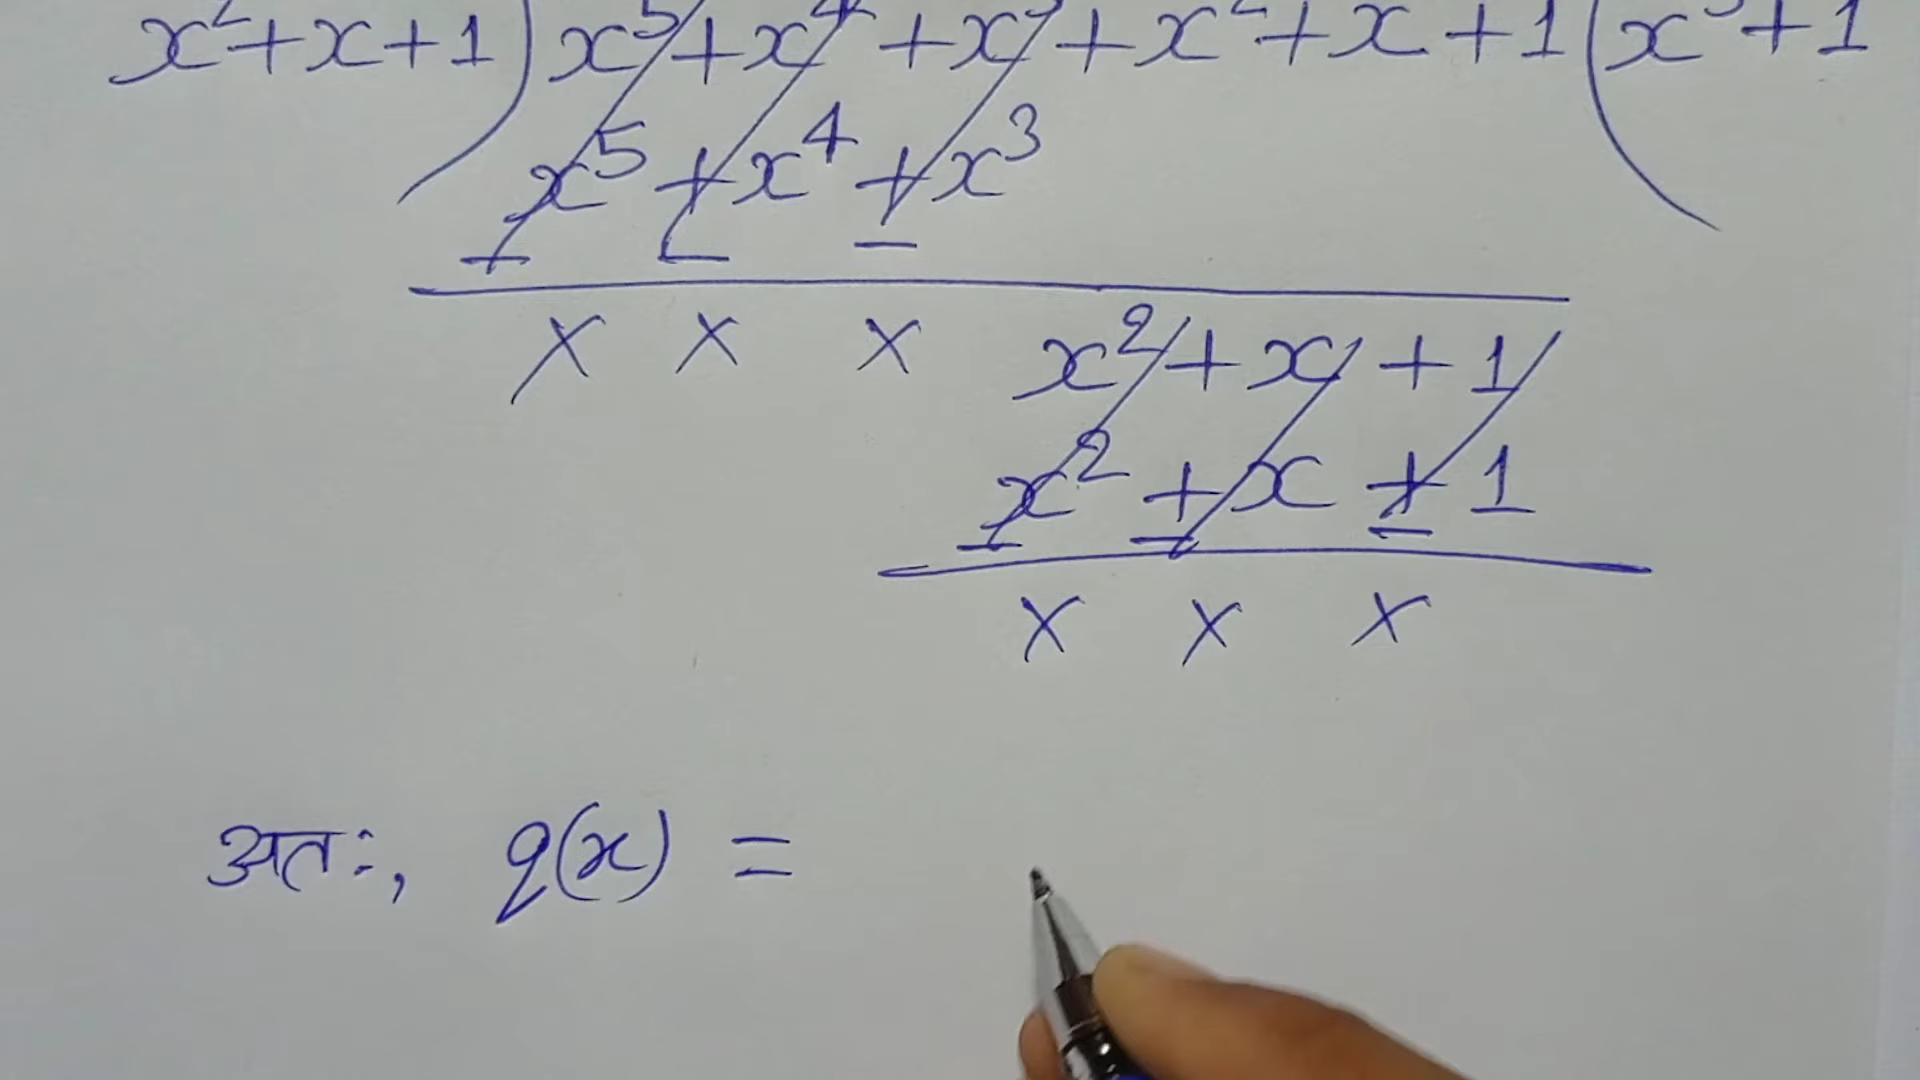 x²+x+1)x⁵+x⁴+x³+x²+x+1(x³+1
x⁵+x⁴+x³
- - -
x x x x²+x+1
x²+x+1
- - -
x x x
अतः, q(x) =